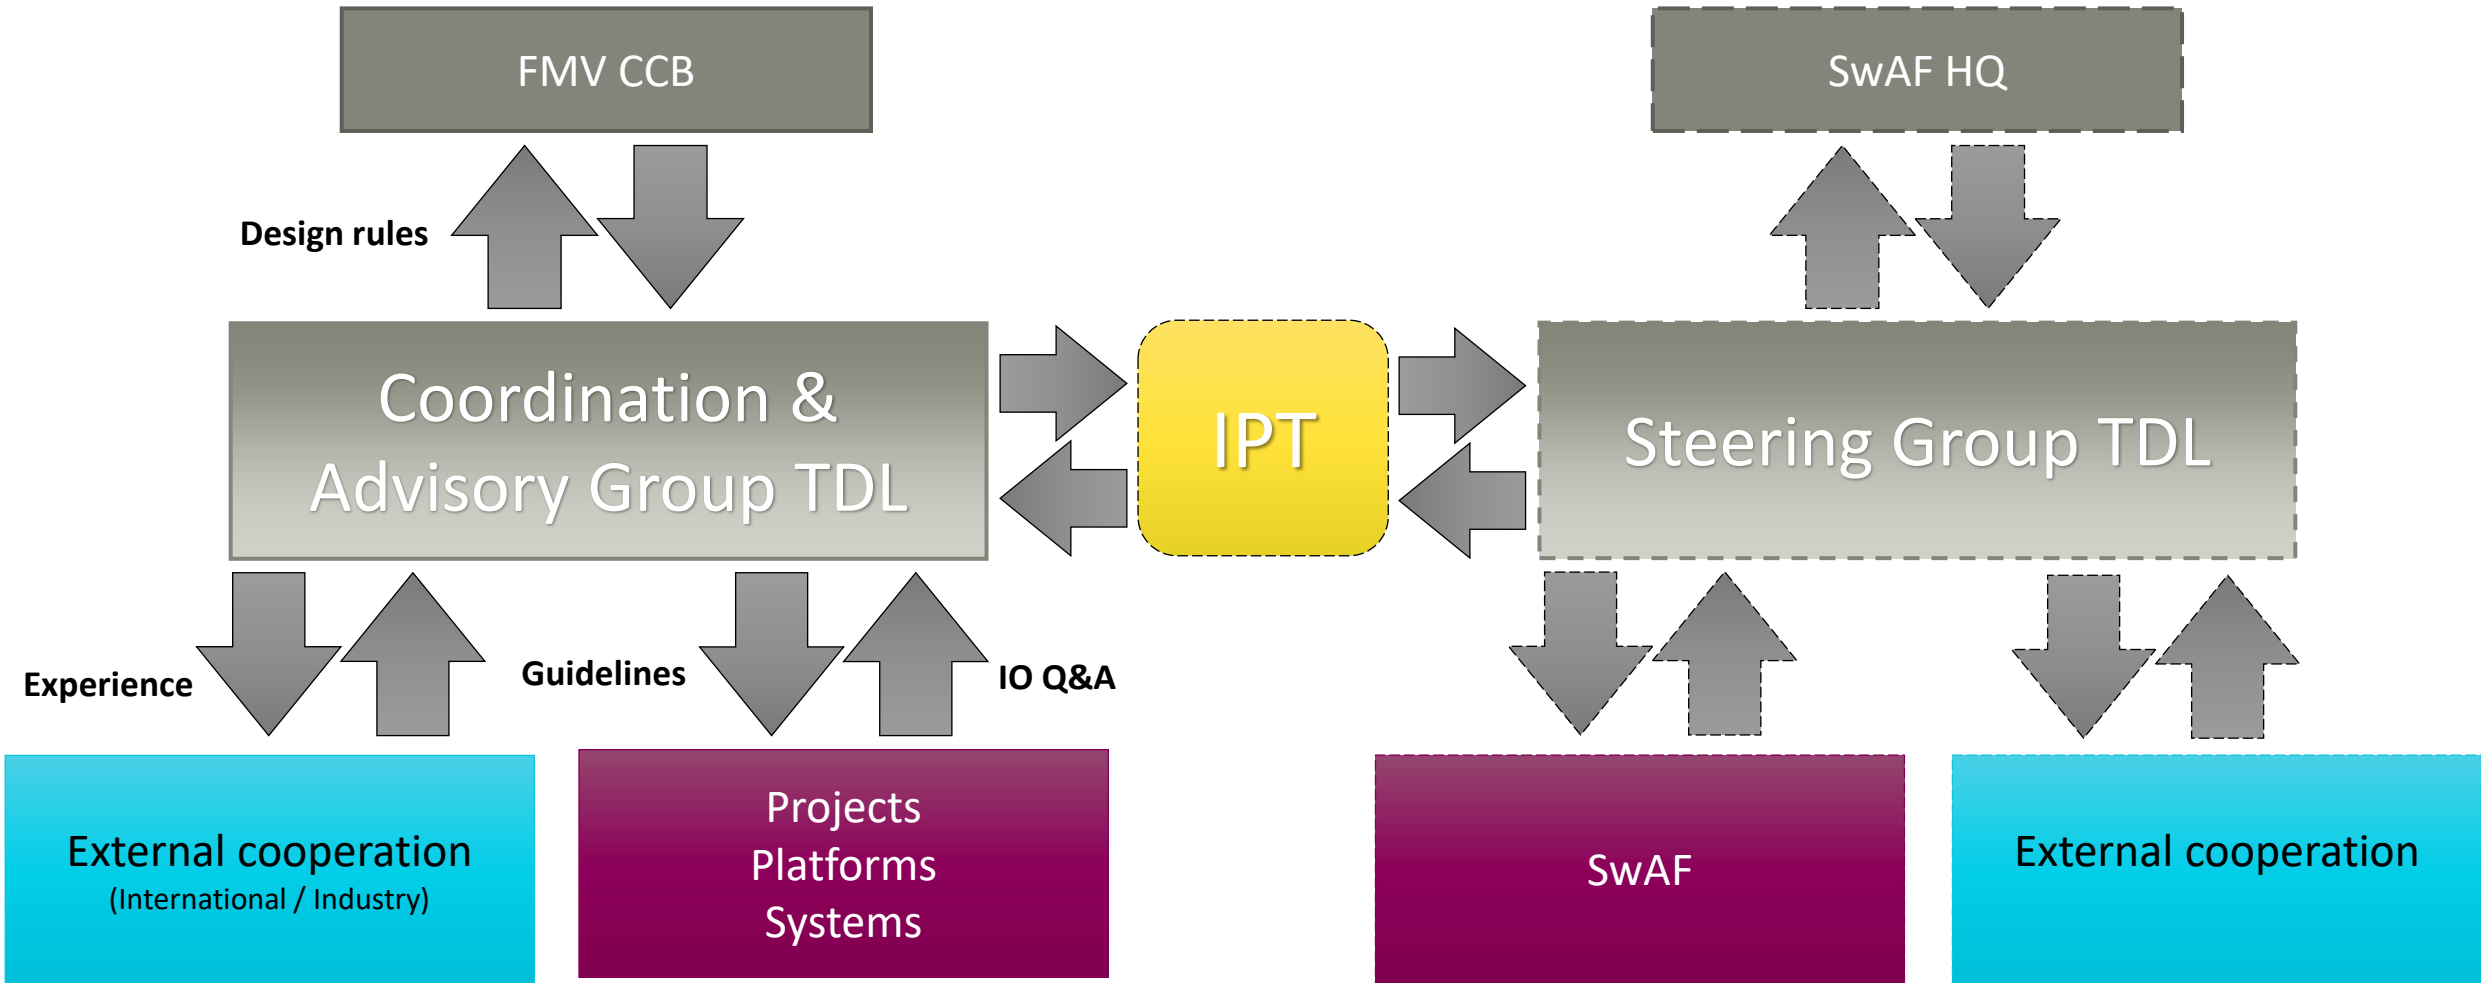 FMV CCB
SwAF HQ
Design rules
Coordination &
Advisory Group TDL
IPT
Steering Group TDL
Experience
Guidelines
IO Q&A
External cooperation
(International / Industry)
Projects
Platforms
Systems
SwAF
External cooperation